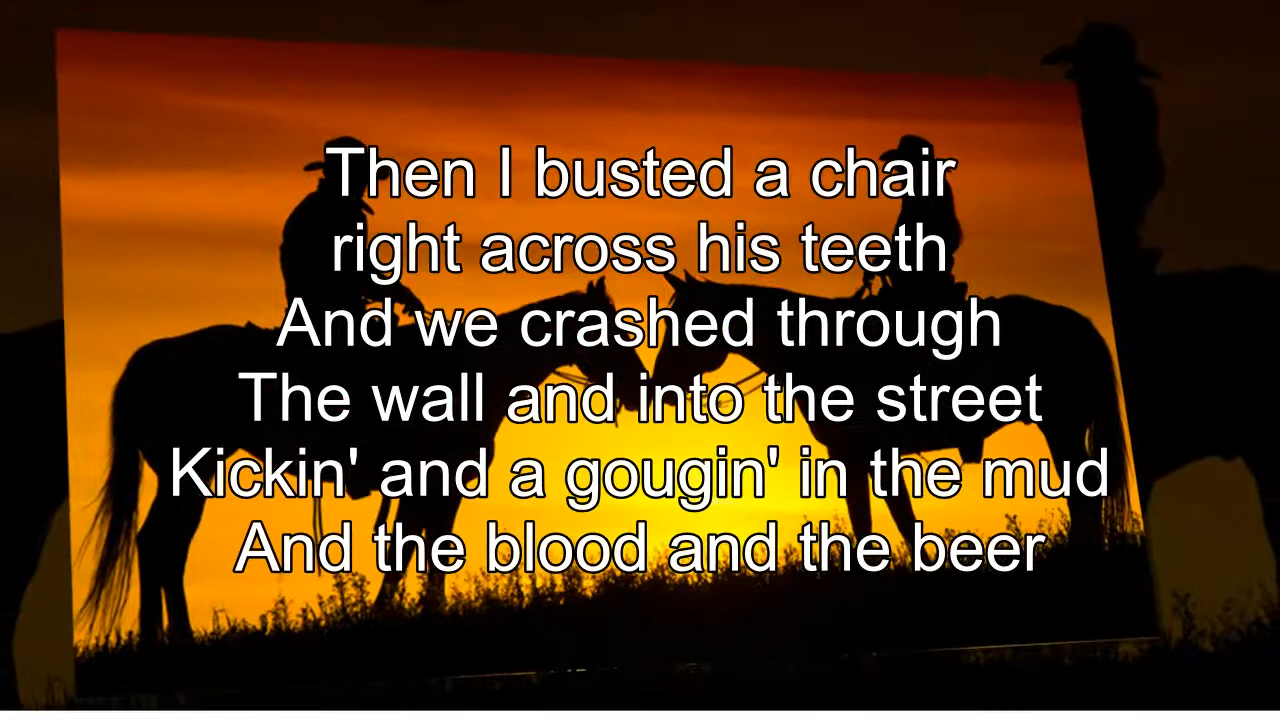 Then I busted a chair
right across his teeth
And we crashed through
The wall and into the street
Kickin' and a gougin' in the mud
And the blood and the beer